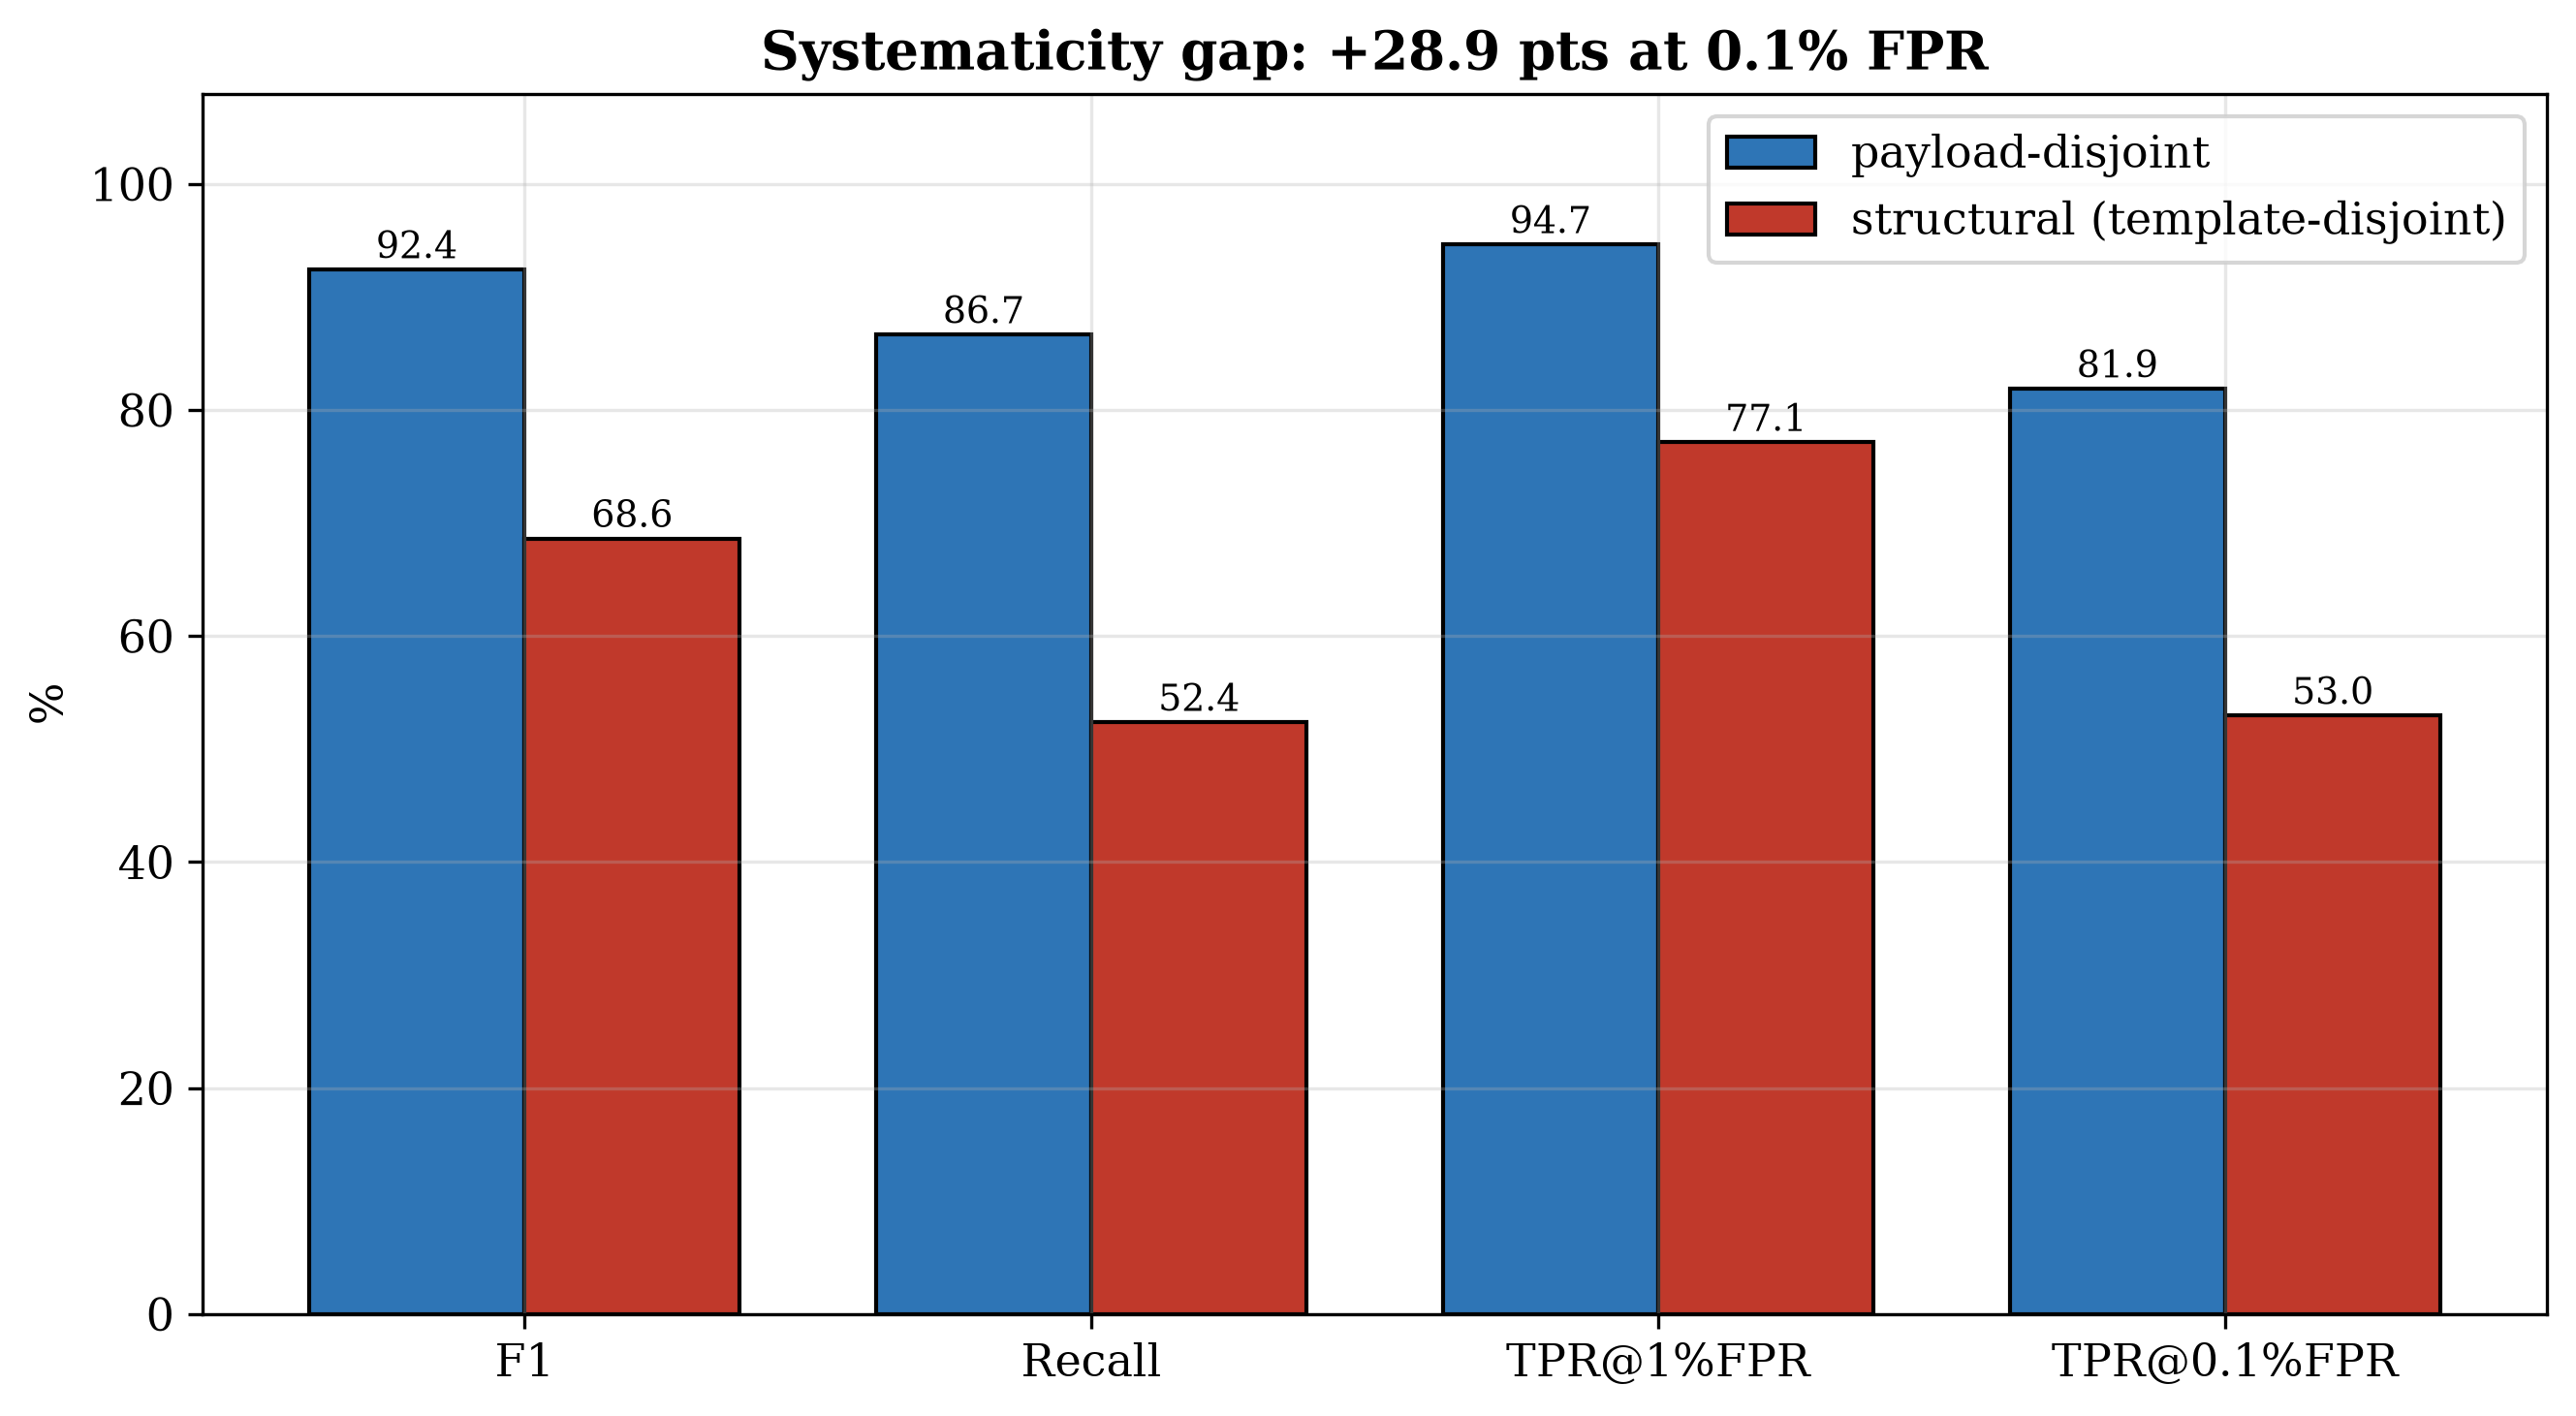 Systematicity gap: +28.9 pts at 0.1% FPR
payload-disjoint
structural (template-disjoint)
%
100
80
60
40
20
0
92.4
68.6
86.7
52.4
94.7
77.1
81.9
53.0
F1
Recall
TPR@1%FPR
TPR@0.1%FPR